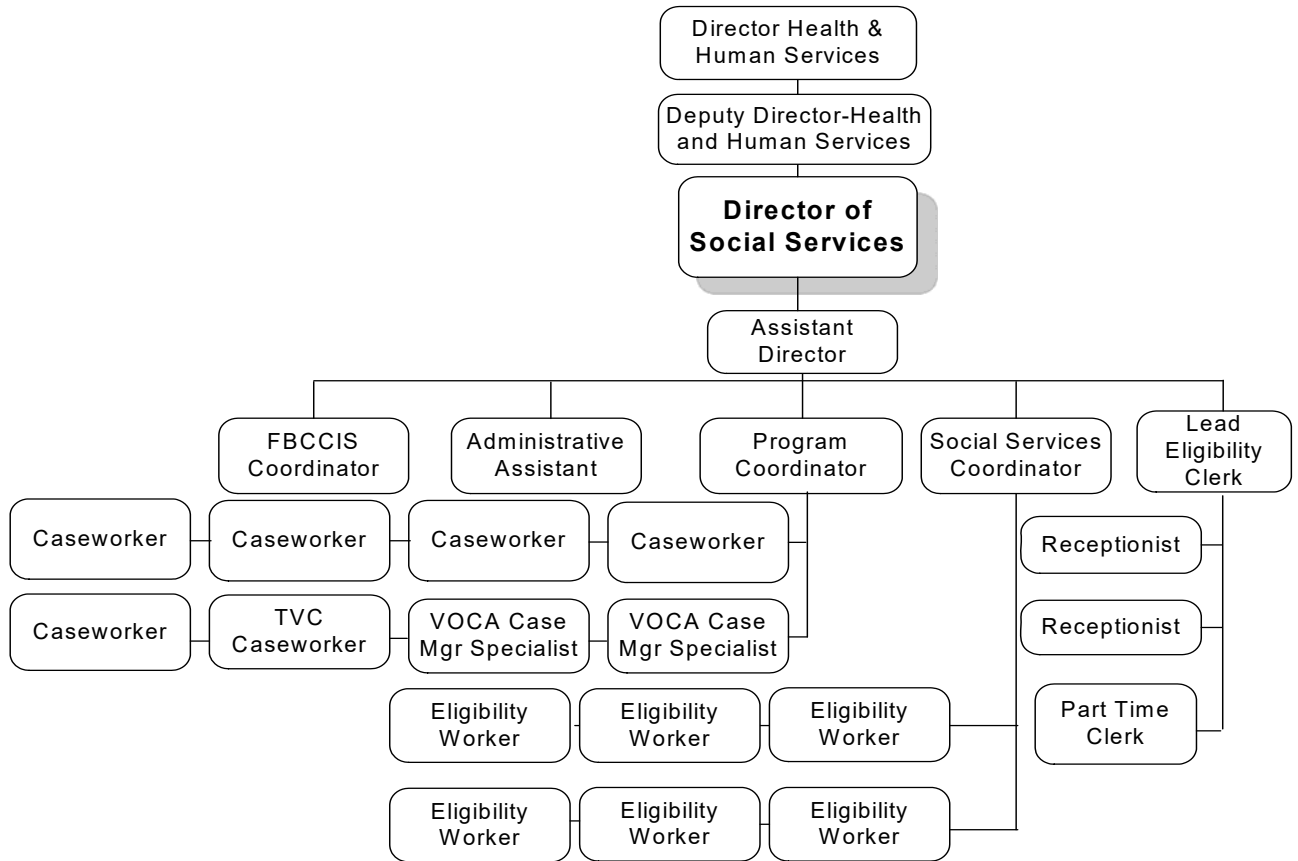 Director Health &
Human Services
Deputy Director-Health
and Human Services
Director of
Social Services
Assistant
Director
FBCCIS
Coordinator
Administrative
Assistant
Program
Coordinator
Social Services
Coordinator
Lead
Eligibility
Clerk
Caseworker
Caseworker
Caseworker
Caseworker
Receptionist
Caseworker
TVC
Caseworker
VOCA Case
Mgr Specialist
VOCA Case
Mgr Specialist
Receptionist
Eligibility
Worker
Eligibility
Worker
Eligibility
Worker
Part Time
Clerk
Eligibility
Worker
Eligibility
Worker
Eligibility
Worker